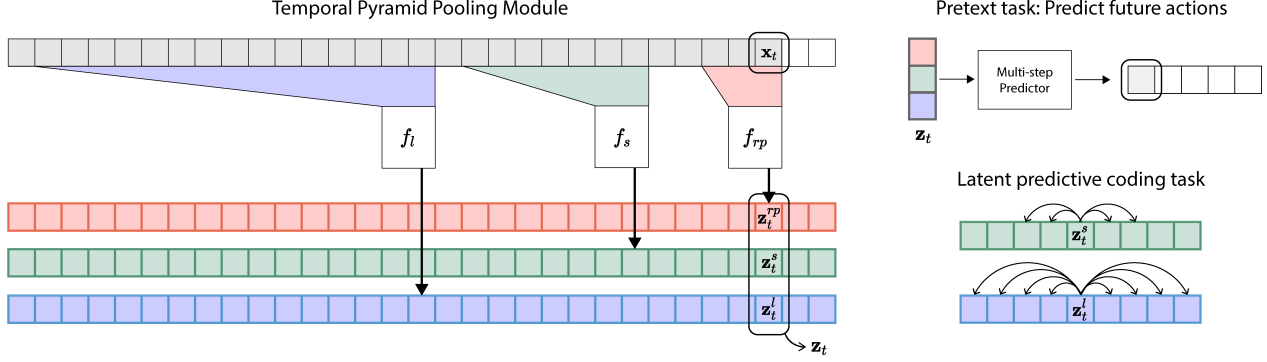 Temporal Pyramid Pooling Module
x_t
f_l
f_s
f_rp
z_t^rp
z_t^s
z_t^l
z_t
Pretext task: Predict future actions
Multi-step
Predictor
z_t
Latent predictive coding task
z_t^s
z_t^l